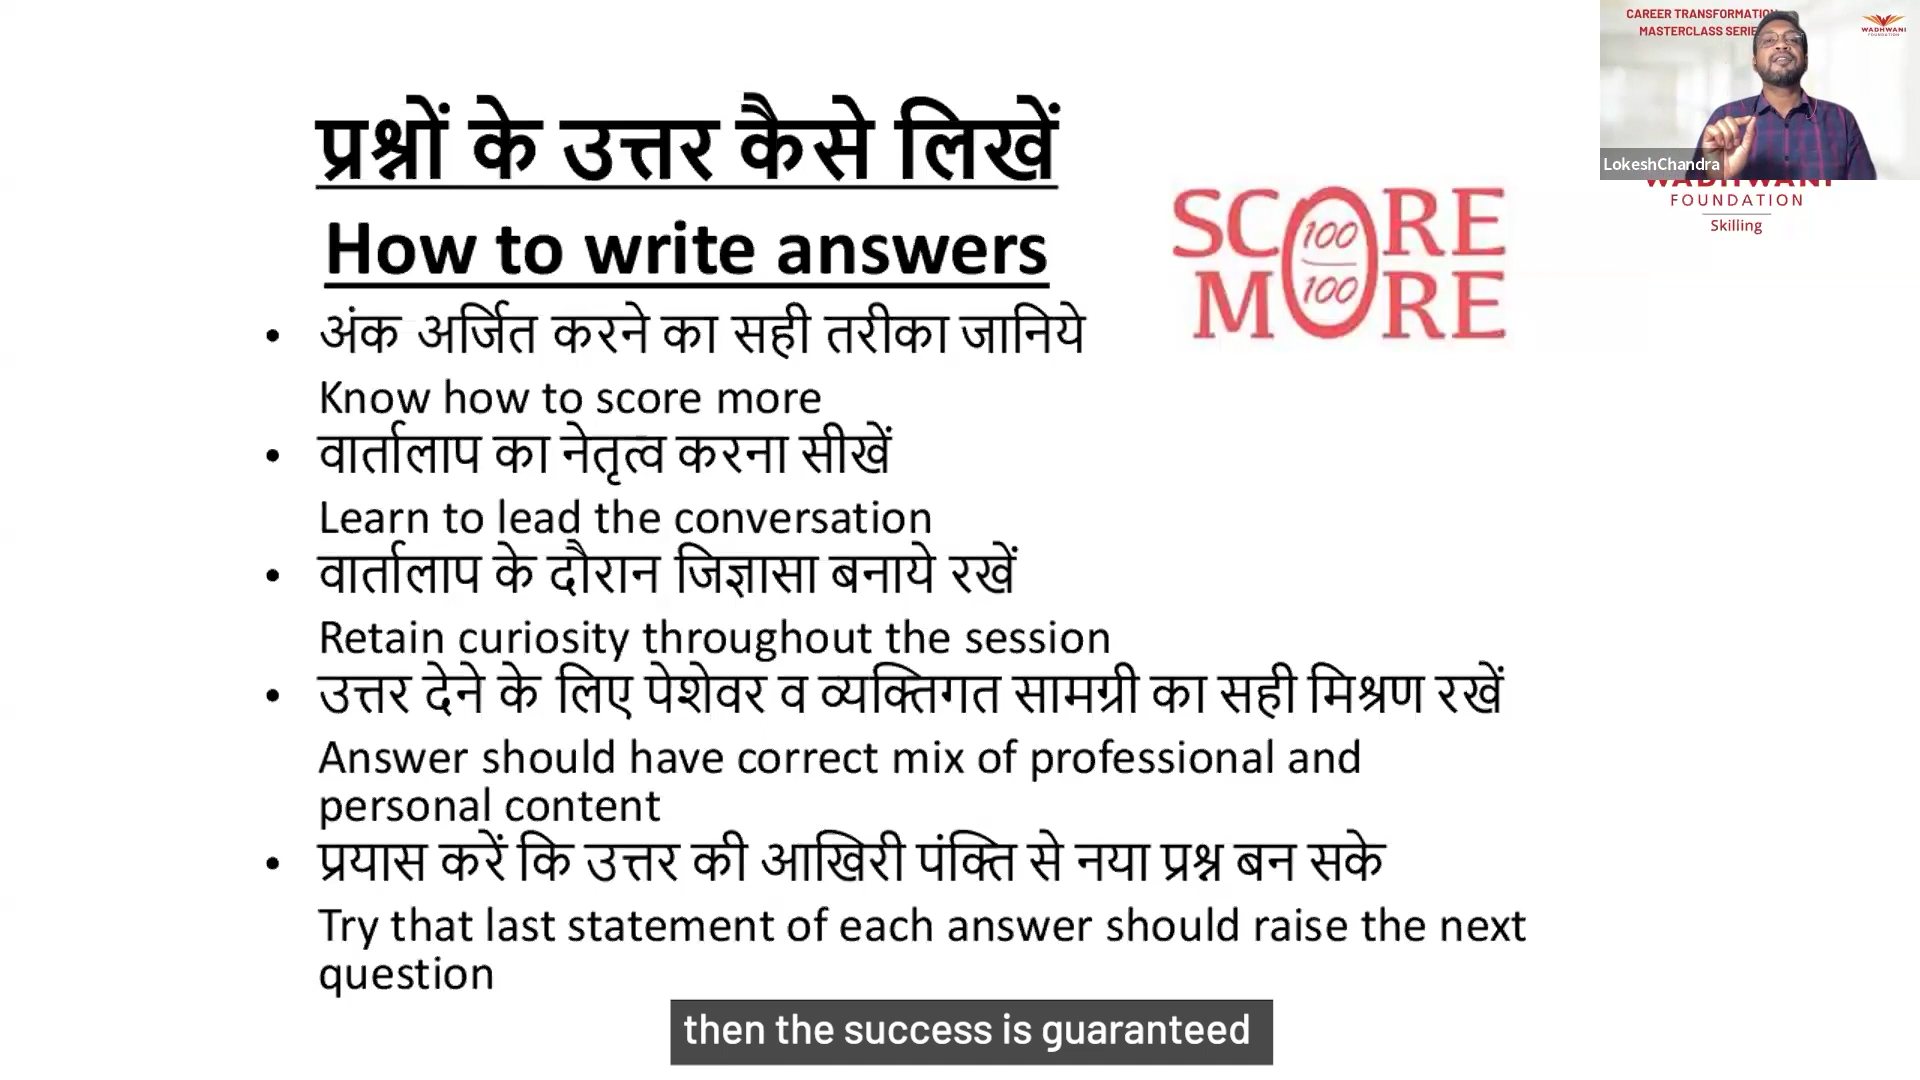 CAREER TRANSFORMATION
MASTERCLASS SERIE
WADHWANI
FOUNDATION
LokeshChandra
WADHWANI
FOUNDATION
Skilling
प्रश्नों के उत्तर कैसे लिखें
How to write answers
SCORE
MORE
100
100
• अंक अर्जित करने का सही तरीका जानिये
Know how to score more
• वार्तालाप का नेतृत्व करना सीखें
Learn to lead the conversation
• वार्तालाप के दौरान जिज्ञासा बनाये रखें
Retain curiosity throughout the session
• उत्तर देने के लिए पेशेवर व व्यक्तिगत सामग्री का सही मिश्रण रखें
Answer should have correct mix of professional and
personal content
• प्रयास करें कि उत्तर की आखिरी पंक्ति से नया प्रश्न बन सके
Try that last statement of each answer should raise the next
question
then the success is guaranteed